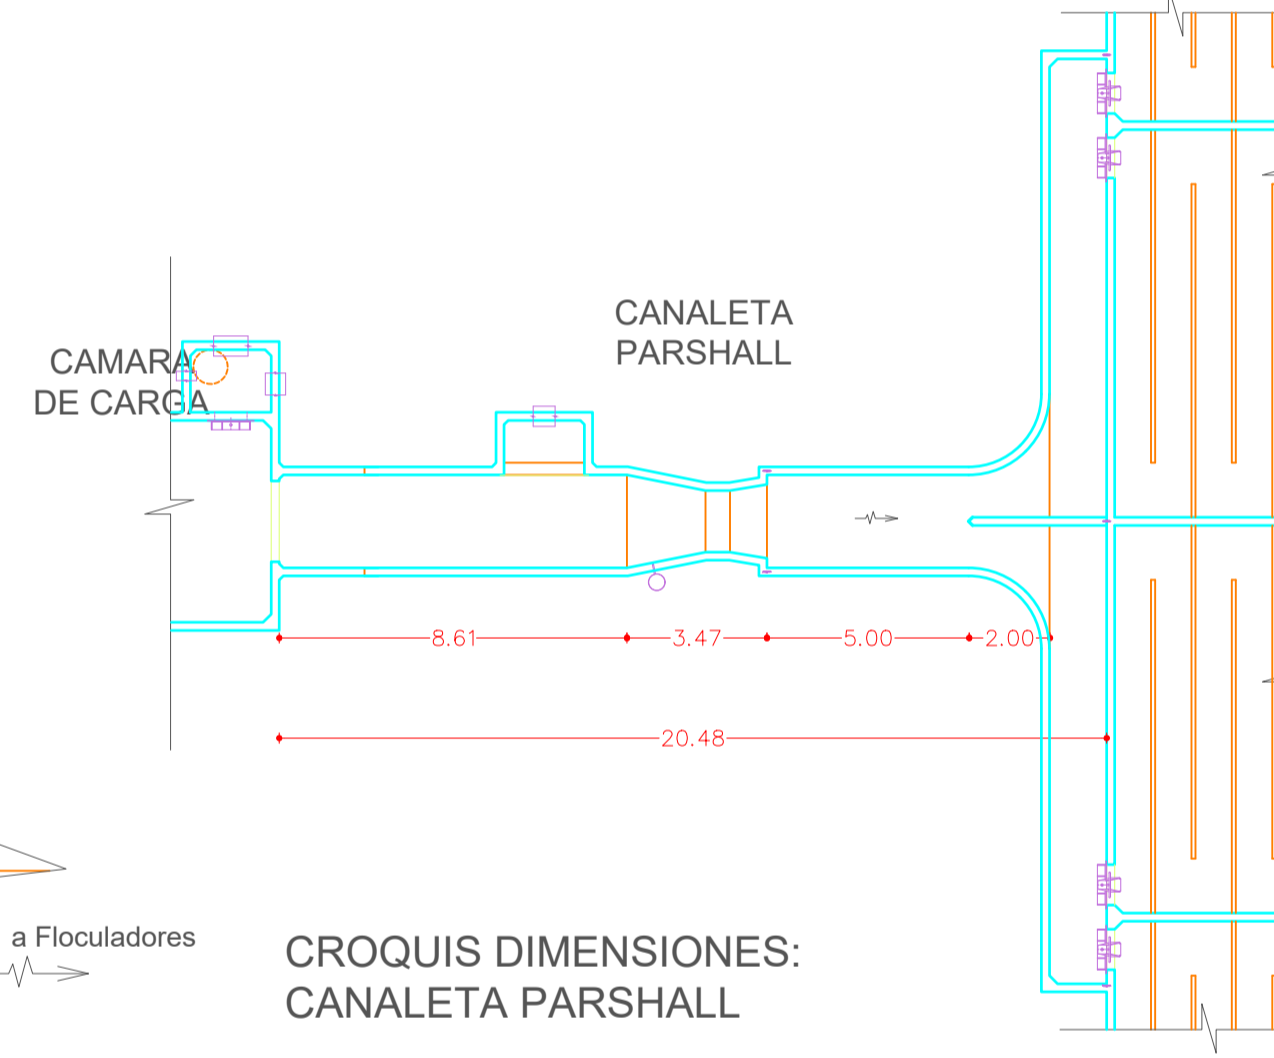 CANALETA
PARSHALL
CAMARA
DE CARGA
8.61
3.47
5.00
2.00
20.48
a Floculadores
CROQUIS DIMENSIONES:
CANALETA PARSHALL